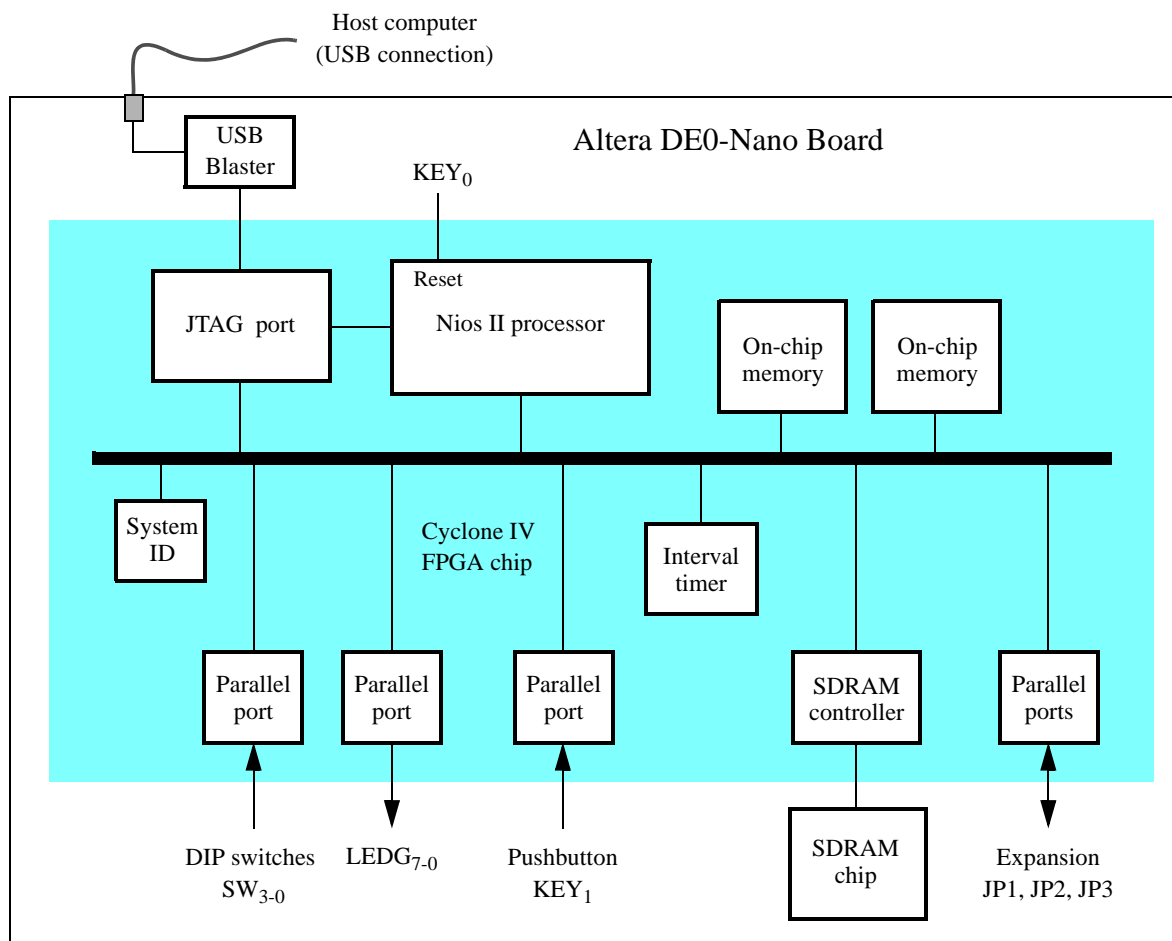 Host computer
(USB connection)
Altera DE0-Nano Board
USB
Blaster
KEY0
Reset
JTAG port
Nios II processor
On-chip
memory
On-chip
memory
System
ID
Cyclone IV
FPGA chip
Interval
timer
Parallel
port
Parallel
port
Parallel
port
SDRAM
controller
Parallel
ports
DIP switches
SW3-0
LEDG7-0
Pushbutton
KEY1
SDRAM
chip
Expansion
JP1, JP2, JP3